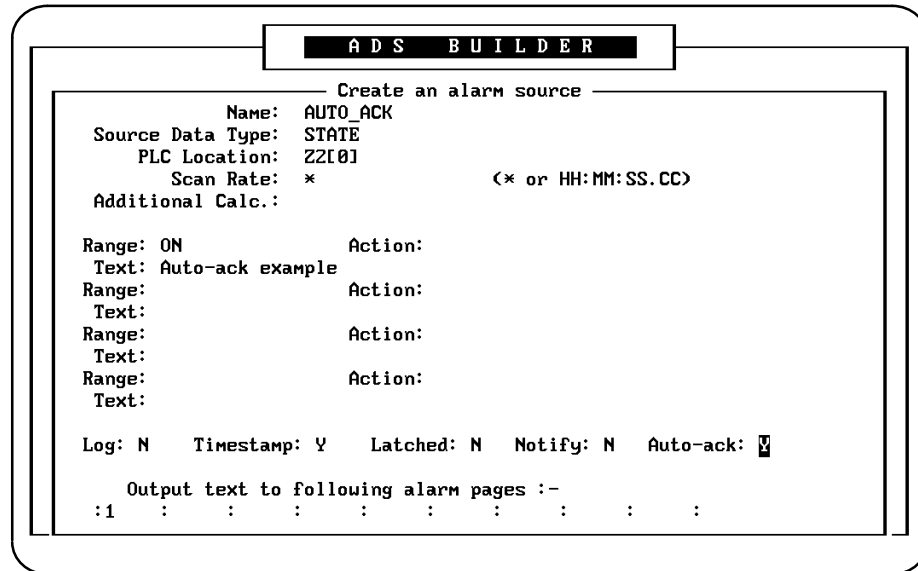 ADS BUILDER
Create an alarm source
Name: AUTO_ACK
Source Data Type: STATE
PLC Location: ZZ[0]
Scan Rate: * (* or HH:MM:SS.CC)
Additional Calc.:
Range: ON Action:
Text: Auto-ack example
Range: Action:
Text:
Range: Action:
Text:
Range: Action:
Text:
Log: N Timestamp: Y Latched: N Notify: N Auto-ack: Y
Output text to following alarm pages :-
:1 : : : : : : : : :